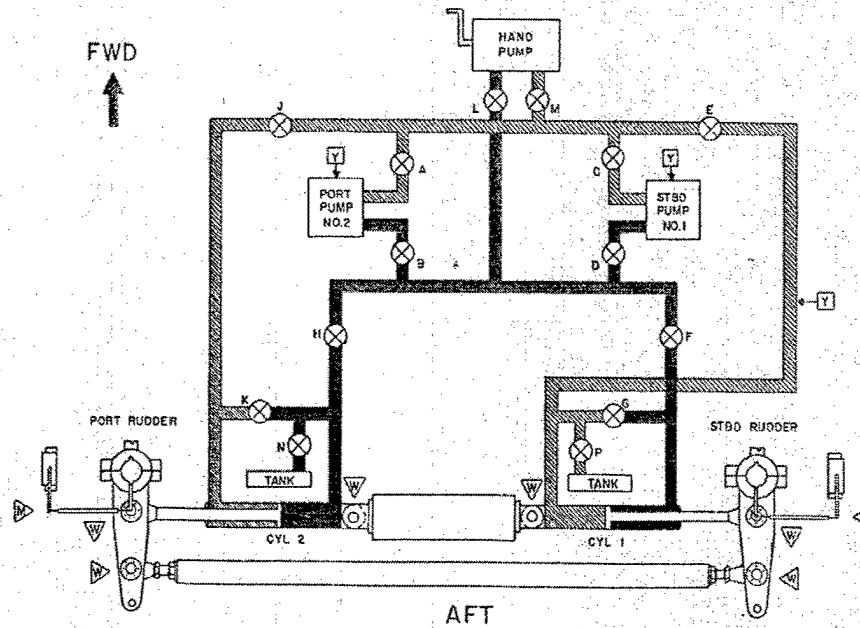 HAND
PUMP
FWD
L
M
J
E
A
C
Y
Y
PORT
PUMP
NO.2
STBD
PUMP
NO.1
B
D
Y
H
F
K
G
PORT RUDDER
STBD RUDDER
N
P
TANK
TANK
W
W
M
W
W
CYL 2
CYL 1
W
W
AFT